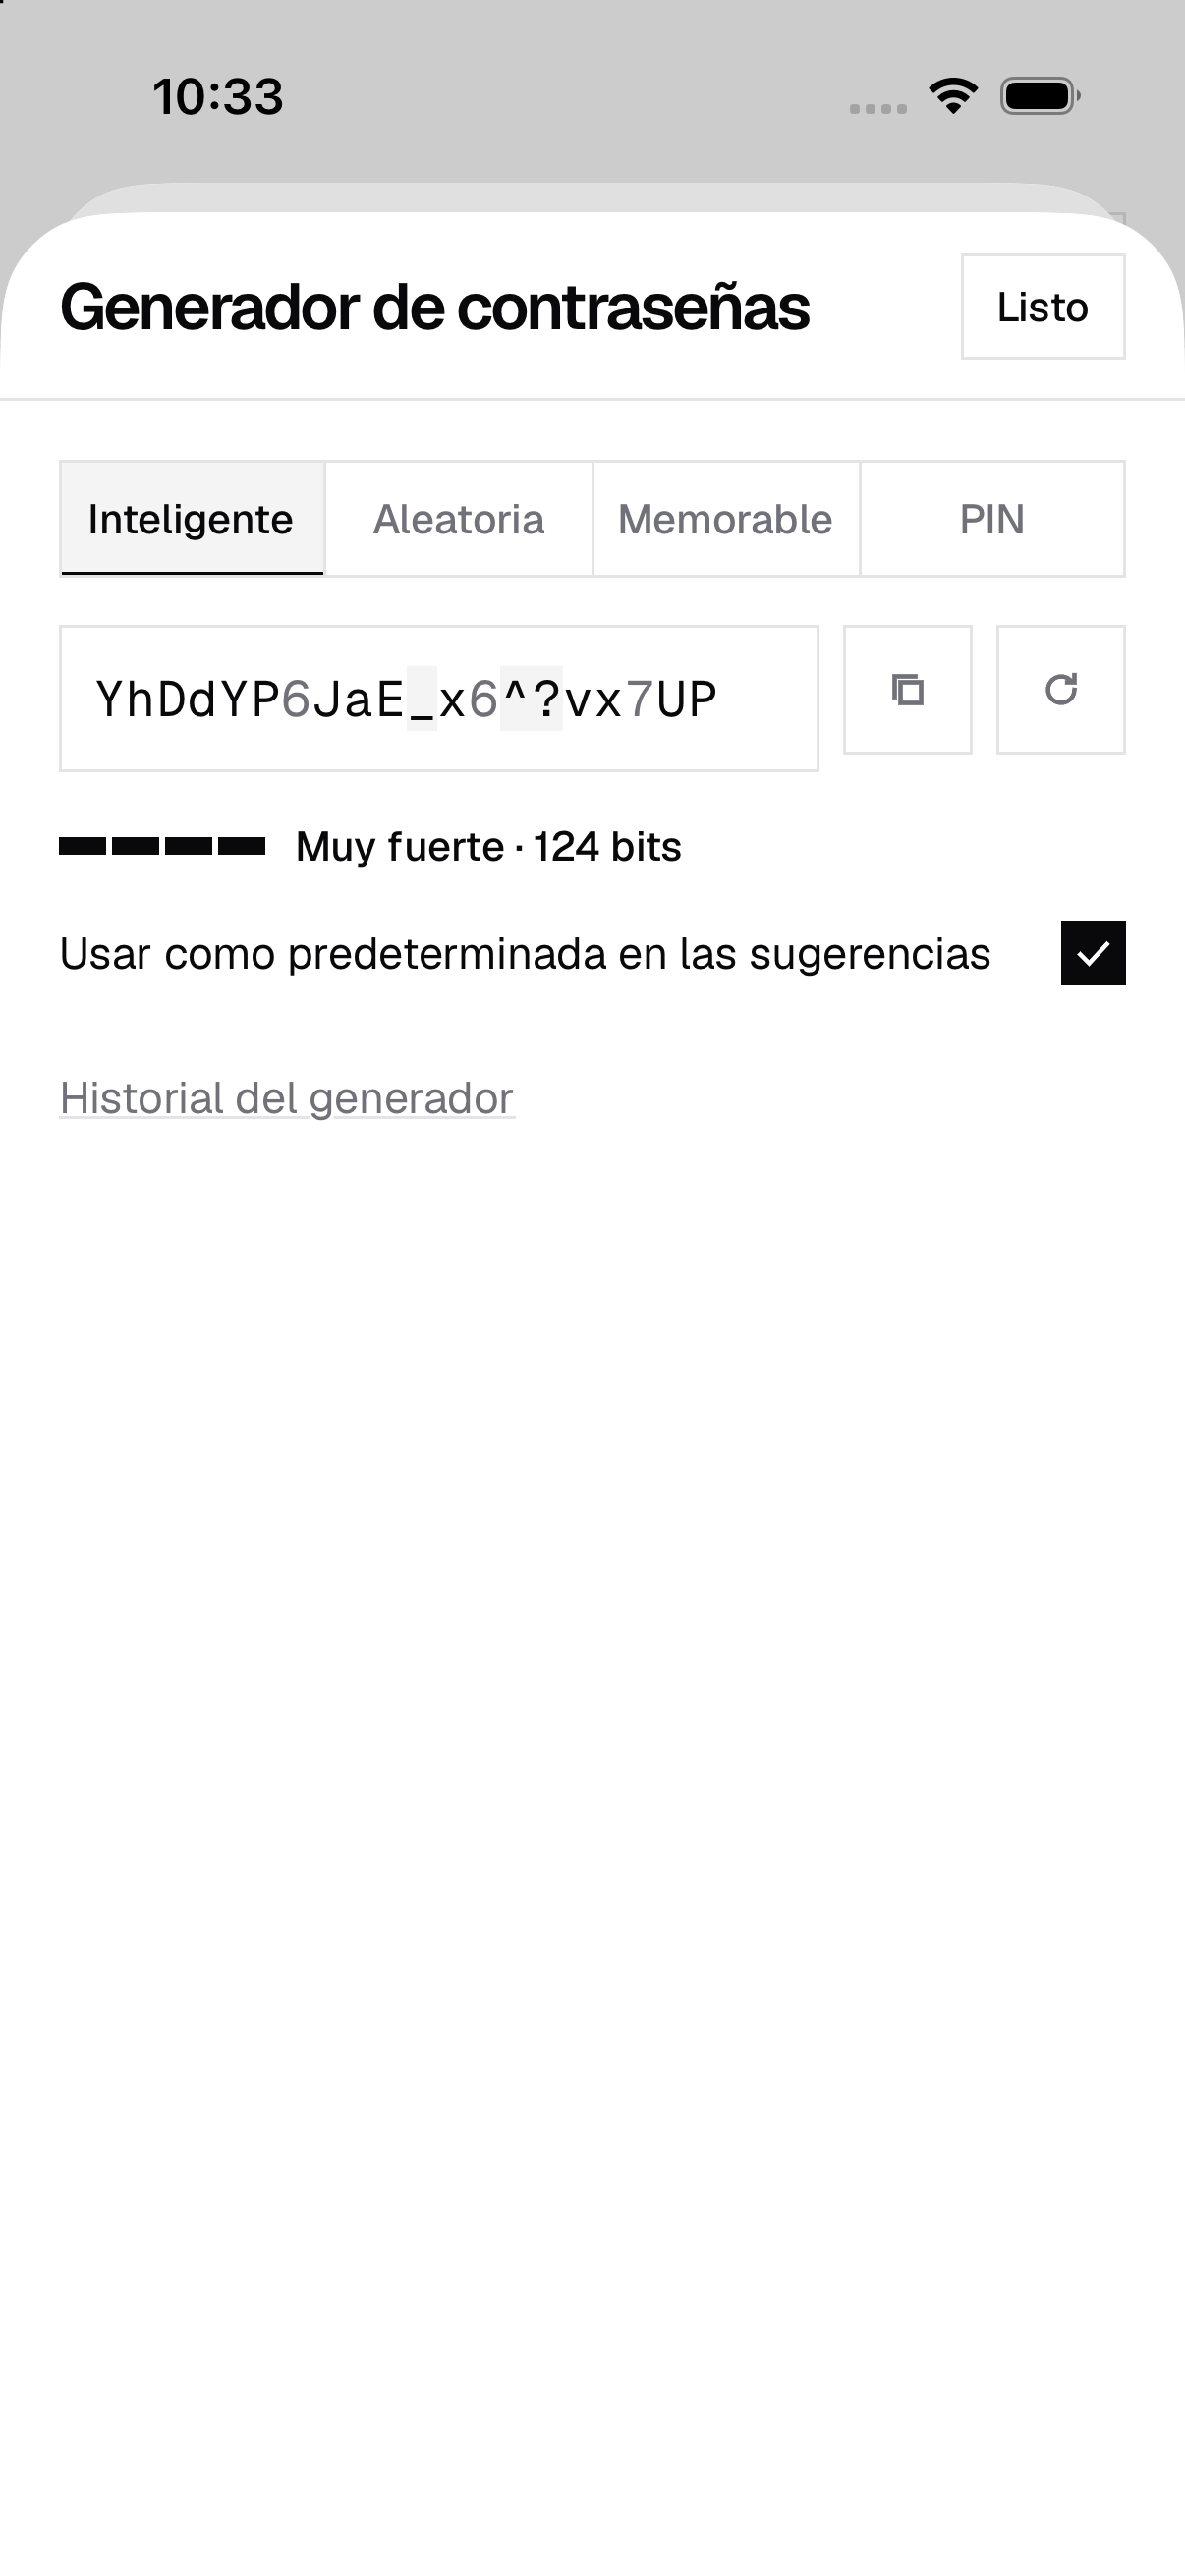 10:33
Generador de contraseñas
Listo
Inteligente
Aleatoria
Memorable
PIN
YhDdYP6JaE_x6^?vx7UP
Muy fuerte · 124 bits
Usar como predeterminada en las sugerencias
Historial del generador